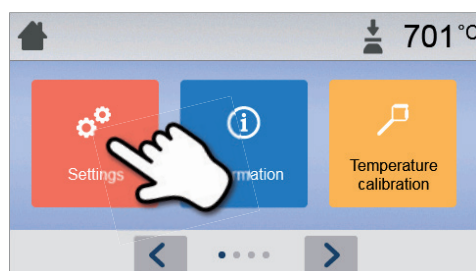 701°C
Settings
rmation
Temperature
calibration